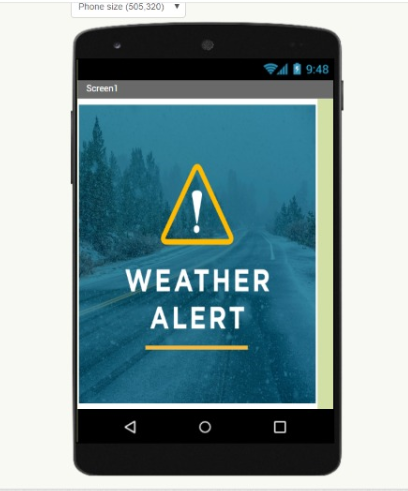 Phone size (505,320)
9:48
Screen1
!
WEATHER
ALERT